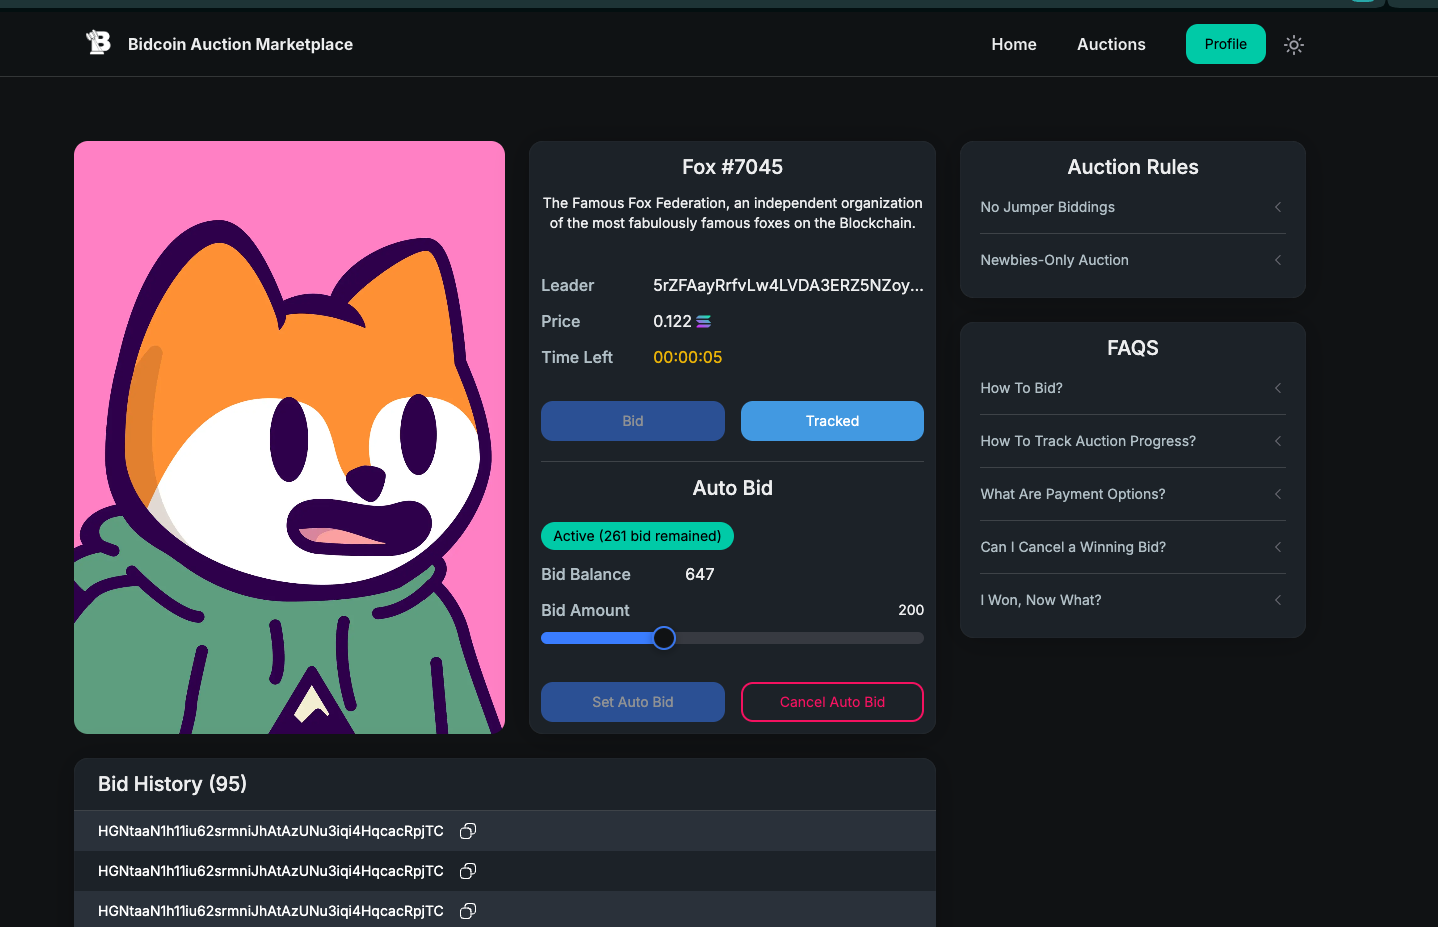 Bidcoin Auction Marketplace
Home
Auctions
Profile
Fox #7045
The Famous Fox Federation, an independent organization
of the most fabulously famous foxes on the Blockchain.
Leader
5rZFAayRrfvLw4LVDA3ERZ5NZoy...
Price
0.122
Time Left
00:00:05
Bid
Tracked
Auto Bid
Active (261 bid remained)
Bid Balance
647
Bid Amount
200
Set Auto Bid
Cancel Auto Bid
Auction Rules
No Jumper Biddings
Newbies-Only Auction
FAQS
How To Bid?
How To Track Auction Progress?
What Are Payment Options?
Can I Cancel a Winning Bid?
I Won, Now What?
Bid History (95)
HGNtaaN1h11iu62srmniJhAtAzUNu3iqi4HqcacRpjTC
HGNtaaN1h11iu62srmniJhAtAzUNu3iqi4HqcacRpjTC
HGNtaaN1h11iu62srmniJhAtAzUNu3iqi4HqcacRpjTC